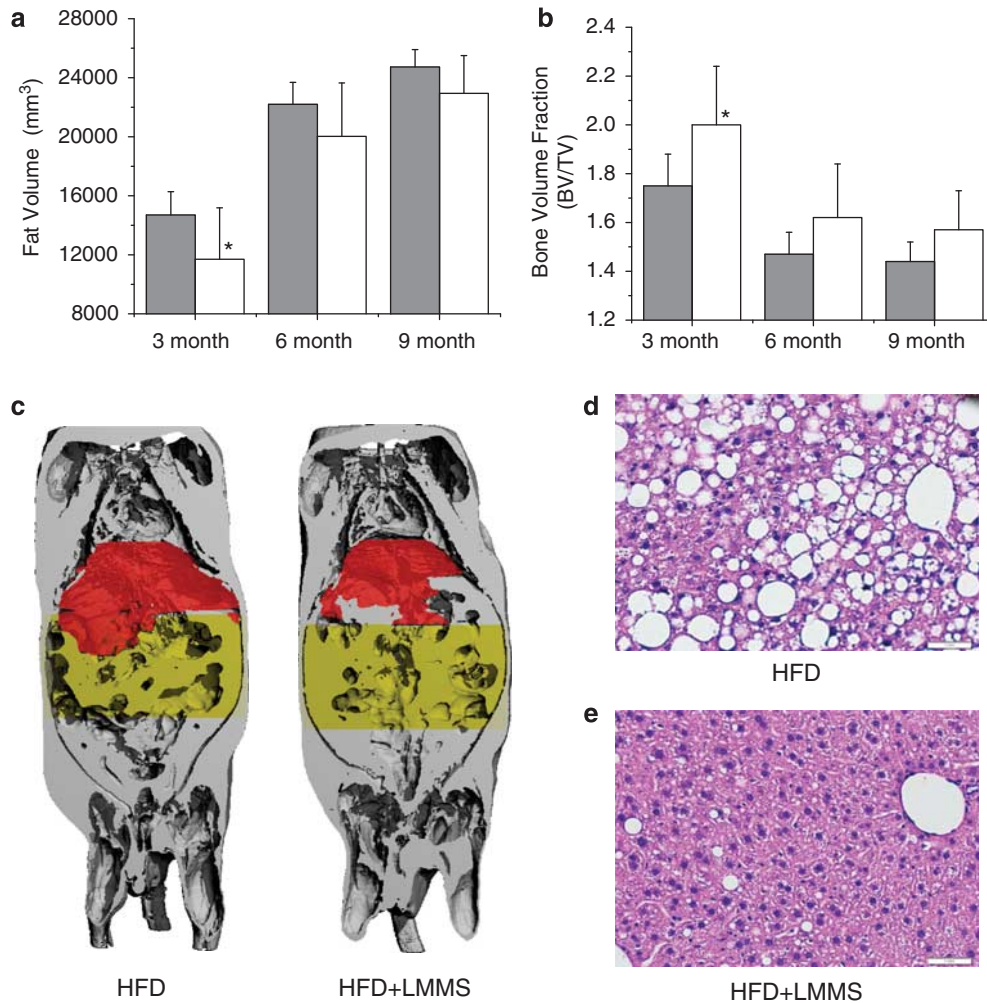 a
28000
24000
20000
16000
12000
8000
Fat Volume (mm³)
*
3 month
6 month
9 month
b
2.4
2.2
2.0
1.8
1.6
1.4
1.2
Bone Volume Fraction
(BV/TV)
*
3 month
6 month
9 month
c
HFD
HFD+LMMS
d
HFD
e
HFD+LMMS